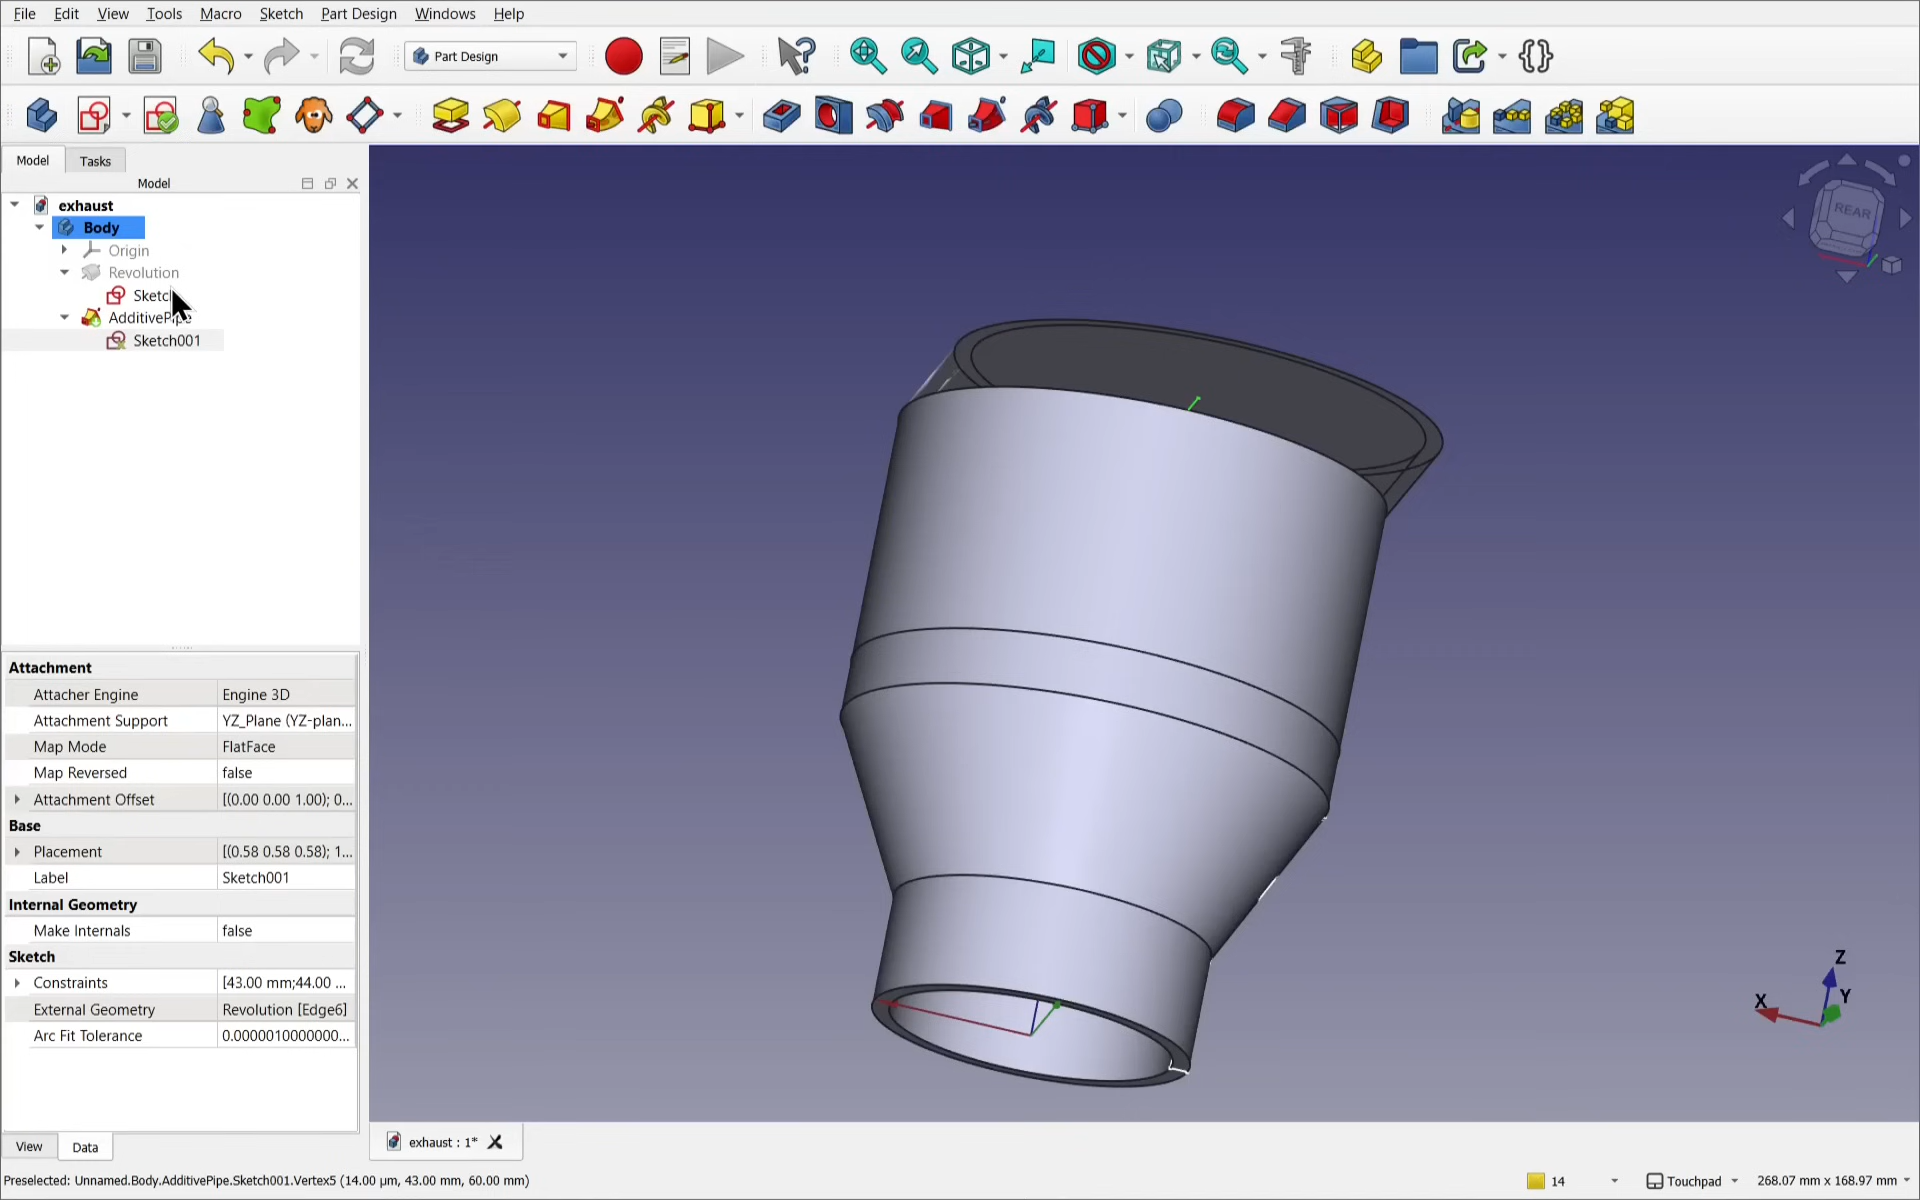 File Edit View Tools Macro Sketch Part Design Windows Help
Part Design
Model Tasks
Model
exhaust
Body
Origin
Revolution
Sketch
AdditivePipe
Sketch001
Attachment
Attacher Engine Engine 3D
Attachment Support YZ_Plane (YZ-plan...
Map Mode FlatFace
Map Reversed false
Attachment Offset [(0.00 0.00 1.00); 0...
Base
Placement [(0.58 0.58 0.58); 1...
Label Sketch001
Internal Geometry
Make Internals false
Sketch
Constraints [43.00 mm;44.00 ...
External Geometry Revolution [Edge6]
Arc Fit Tolerance 0.0000010000000...
View Data
REAR
Z
Y
X
exhaust : 1*
Preselected: Unnamed.Body.AdditivePipe.Sketch001.Vertex5 (14.00 µm, 43.00 mm, 60.00 mm)
14 Touchpad 268.07 mm x 168.97 mm